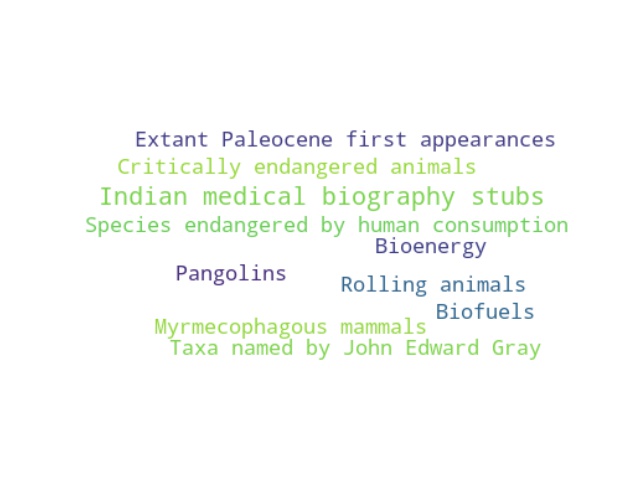 Extant Paleocene first appearances
Critically endangered animals
Indian medical biography stubs
Species endangered by human consumption
Bioenergy
Pangolins
Rolling animals
Biofuels
Myrmecophagous mammals
Taxa named by John Edward Gray